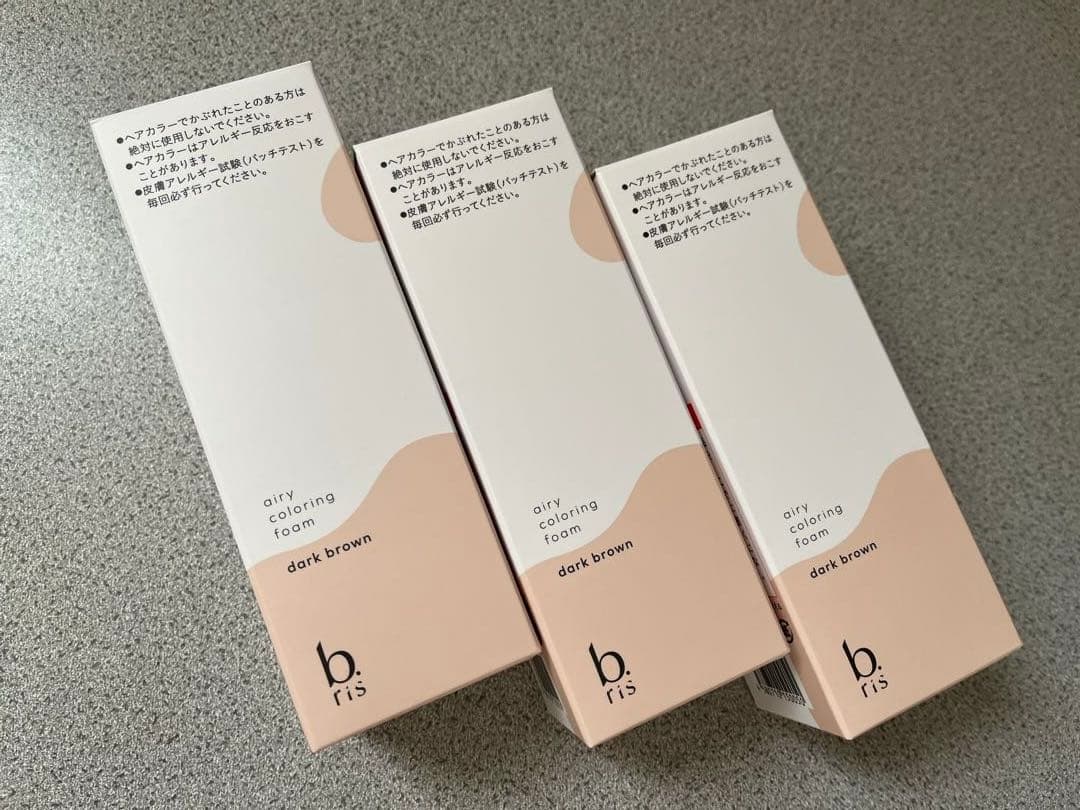 ●ヘアカラーでかぶれたことのある方は
絶対に使用しないでください。
●ヘアカラーはアレルギー反応をおこす
ことがあります。
●皮膚アレルギー試験（パッチテスト）を
毎回必ず行ってください。
airy
coloring
foam
dark brown
b.
ris
●ヘアカラーでかぶれたことのある方は
絶対に使用しないでください。
●ヘアカラーはアレルギー反応をおこす
ことがあります。
●皮膚アレルギー試験（パッチテスト）を
毎回必ず行ってください。
airy
coloring
foam
dark brown
b.
ris
●ヘアカラーでかぶれたことのある方は
絶対に使用しないでください。
●ヘアカラーはアレルギー反応をおこす
ことがあります。
●皮膚アレルギー試験（パッチテスト）を
毎回必ず行ってください。
airy
coloring
foam
dark brown
b.
ris